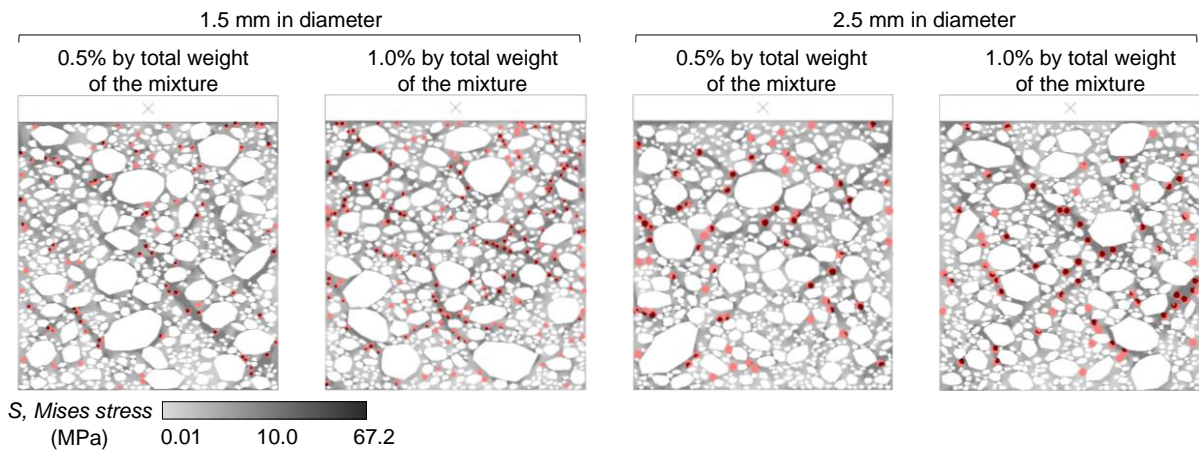 1.5 mm in diameter
2.5 mm in diameter
0.5% by total weight
of the mixture
1.0% by total weight
of the mixture
0.5% by total weight
of the mixture
1.0% by total weight
of the mixture
S, Mises stress
(MPa)
0.01 10.0 67.2